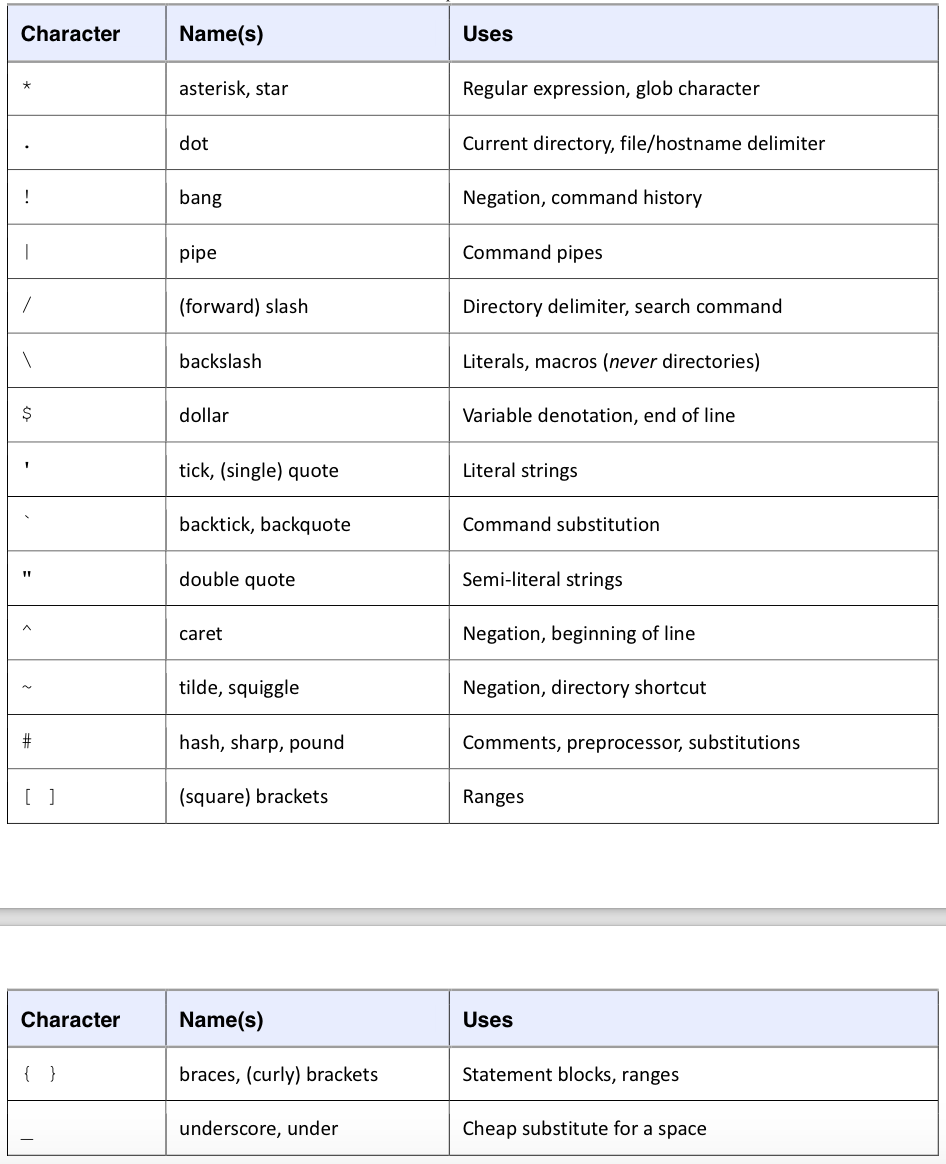 Character Name(s) Uses
* asterisk, star Regular expression, glob character
. dot Current directory, file/hostname delimiter
! bang Negation, command history
| pipe Command pipes
/ (forward) slash Directory delimiter, search command
\ backslash Literals, macros (never directories)
$ dollar Variable denotation, end of line
' tick, (single) quote Literal strings
` backtick, backquote Command substitution
" double quote Semi-literal strings
^ caret Negation, beginning of line
~ tilde, squiggle Negation, directory shortcut
# hash, sharp, pound Comments, preprocessor, substitutions
[ ] (square) brackets Ranges
Character Name(s) Uses
{ } braces, (curly) brackets Statement blocks, ranges
_ underscore, under Cheap substitute for a space